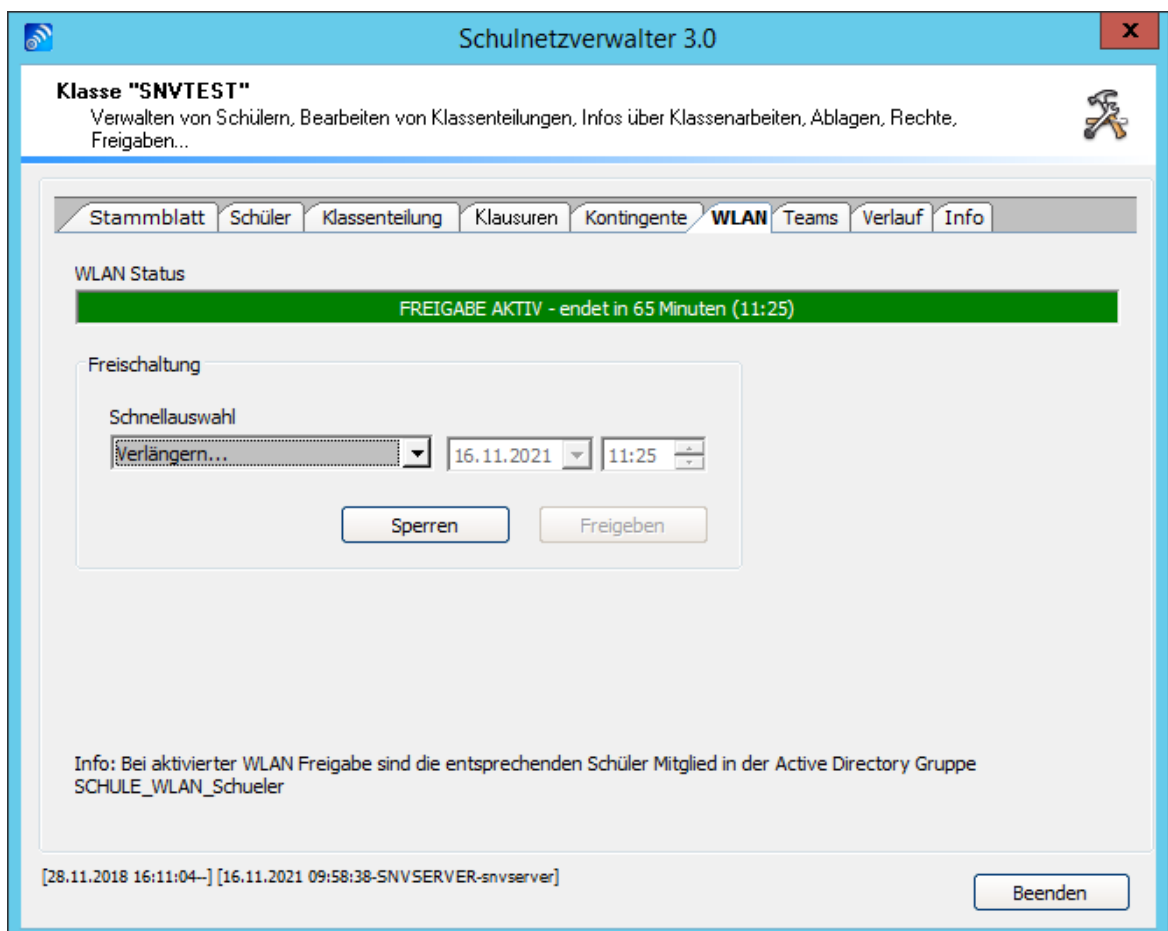 Schulnetzverwalter 3.0
x
Klasse "SNVTEST"
Verwalten von Schülern, Bearbeiten von Klassenteilungen, Infos über Klassenarbeiten, Ablagen, Rechte,
Freigaben...
Stammblatt Schüler Klassenteilung Klausuren Kontingente WLAN Teams Verlauf Info
WLAN Status
FREIGABE AKTIV - endet in 65 Minuten (11:25)
Freischaltung
Schnellauswahl
Verlängern... 16.11.2021 11:25
Sperren Freigeben
Info: Bei aktivierter WLAN Freigabe sind die entsprechenden Schüler Mitglied in der Active Directory Gruppe
SCHULE_WLAN_Schueler
[28.11.2018 16:11:04--] [16.11.2021 09:58:38-SNVSERVER-snvserver]
Beenden